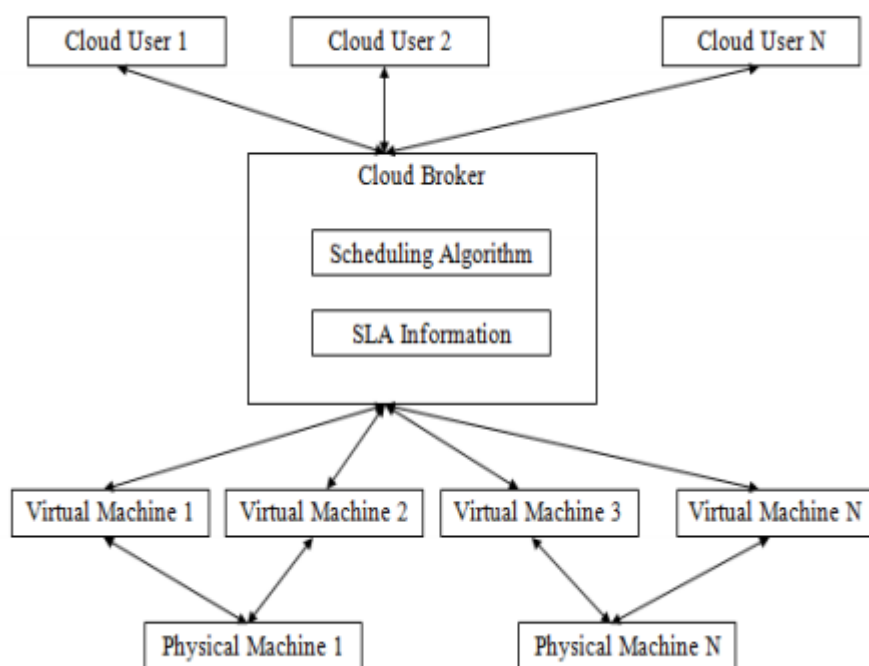 Cloud User 1
Cloud User 2
Cloud User N
Cloud Broker
Scheduling Algorithm
SLA Information
Virtual Machine 1
Virtual Machine 2
Virtual Machine 3
Virtual Machine N
Physical Machine 1
Physical Machine N